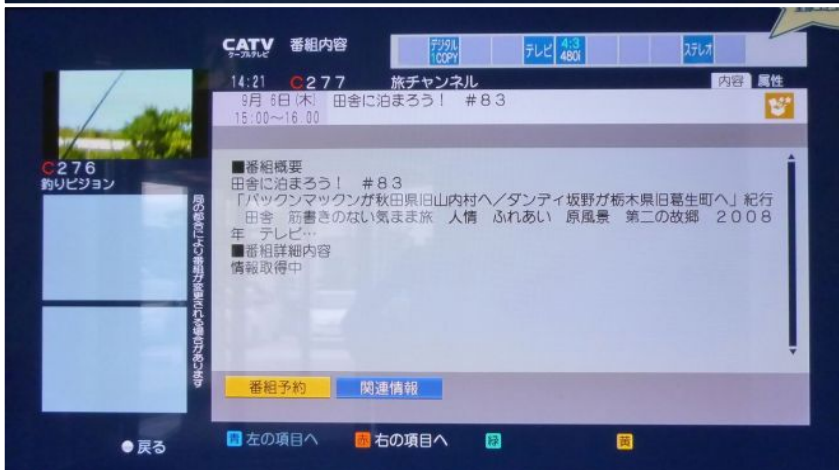 CATV 番組内容
ケーブルテレビ
デジタル
1COPY
テレビ
4:3
480i
ステレオ
14:21 C277 旅チャンネル
内容 属性
9月 6日(木) 田舎に泊まろう! #83
15:00~16:00
C276
釣りビジョン
局の都合により番組が変更される場合があります
■番組概要
田舎に泊まろう! #83
「パックンマックンが秋田県旧山内村へ/ダンディ坂野が栃木県旧葛生町へ」紀行
田舎 筋書きのない気まま旅 人情 ふれあい 原風景 第二の故郷 2008
年 テレビ…
■番組詳細内容
情報取得中
番組予約
関連情報
戻る
青 左の項目へ
赤 右の項目へ
緑
黄